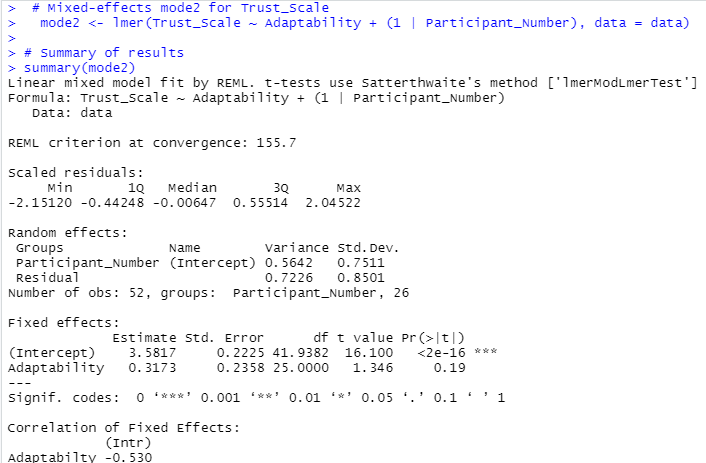 >  # Mixed-effects mode2 for Trust_Scale
>   mode2 <- lmer(Trust_Scale ~ Adaptability + (1 | Participant_Number), data = data)
>
> # Summary of results
> summary(mode2)
Linear mixed model fit by REML. t-tests use Satterthwaite's method ['lmerModLmerTest']
Formula: Trust_Scale ~ Adaptability + (1 | Participant_Number)
   Data: data

REML criterion at convergence: 155.7

Scaled residuals:
     Min       1Q   Median       3Q      Max
-2.15120 -0.44248 -0.00647  0.55514  2.04522

Random effects:
 Groups             Name        Variance Std.Dev.
 Participant_Number (Intercept) 0.5642   0.7511
 Residual                       0.7226   0.8501
Number of obs: 52, groups:  Participant_Number, 26

Fixed effects:
             Estimate Std. Error      df t value Pr(>|t|)
(Intercept)    3.5817     0.2225 41.9382  16.100   <2e-16 ***
Adaptability   0.3173     0.2358 25.0000   1.346     0.19
---
Signif. codes:  0 ‘***’ 0.001 ‘**’ 0.01 ‘*’ 0.05 ‘.’ 0.1 ‘ ’ 1

Correlation of Fixed Effects:
            (Intr)
Adaptabilty -0.530